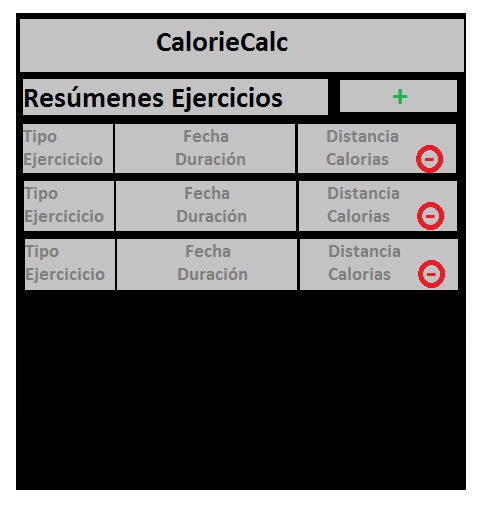 CalorieCalc
Resúmenes Ejercicios +
Tipo Fecha Distancia
Ejercicicio Duración Calorias -
Tipo Fecha Distancia
Ejercicicio Duración Calorias -
Tipo Fecha Distancia
Ejercicicio Duración Calorias -